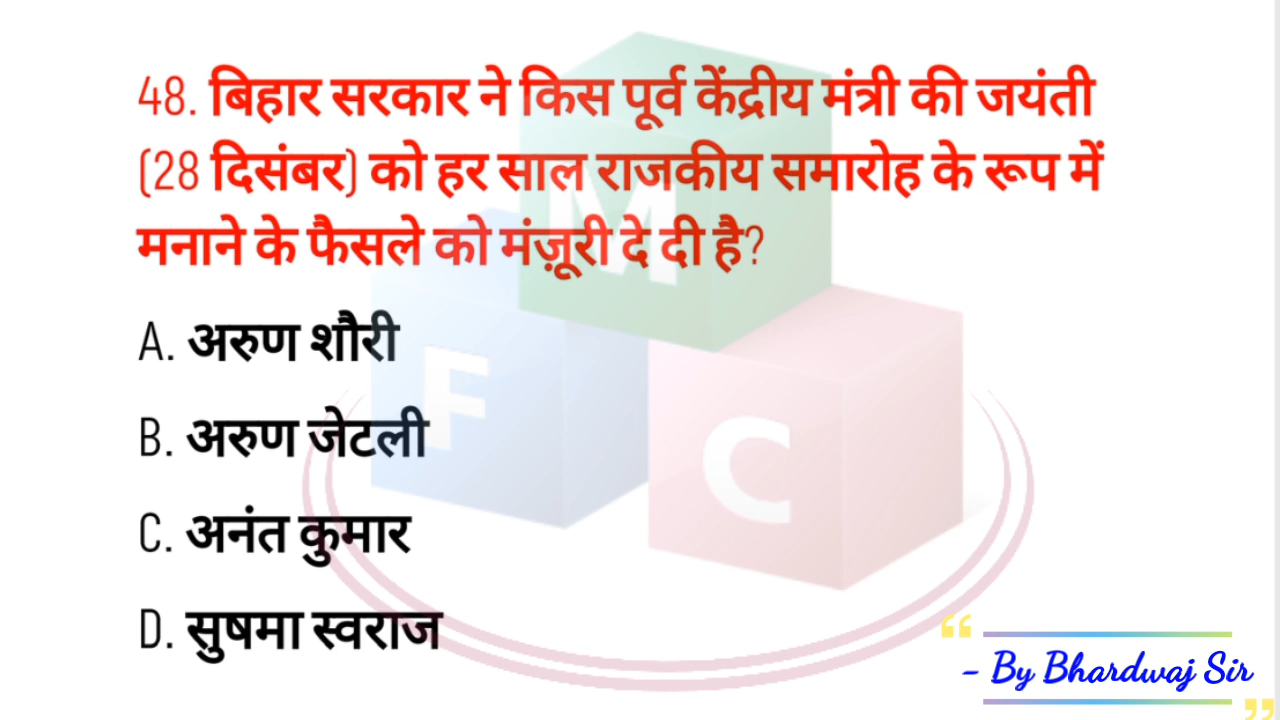 48. बिहार सरकार ने किस पूर्व केंद्रीय मंत्री की जयंती
(28 दिसंबर) को हर साल राजकीय समारोह के रूप में
मनाने के फैसले को मंज़ूरी दे दी है?
A. अरुण शौरी
B. अरुण जेटली
C. अनंत कुमार
D. सुषमा स्वराज
M
F
C
“
- By Bhardwaj Sir
”